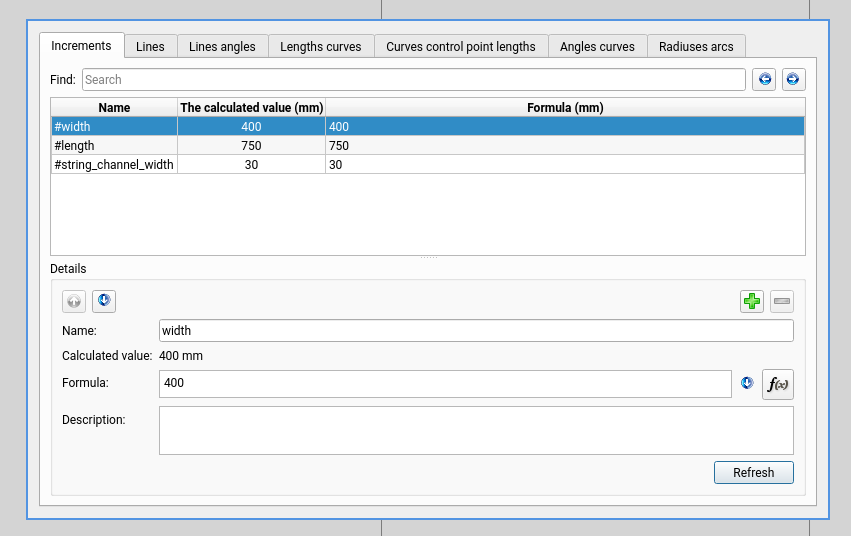 Increments Lines Lines angles Lengths curves Curves control point lengths Angles curves Radiuses arcs
Find: Search
Name The calculated value (mm) Formula (mm)
#width 400 400
#length 750 750
#string_channel_width 30 30
Details
Name: width
Calculated value: 400 mm
Formula: 400 f(x)
Description:
Refresh